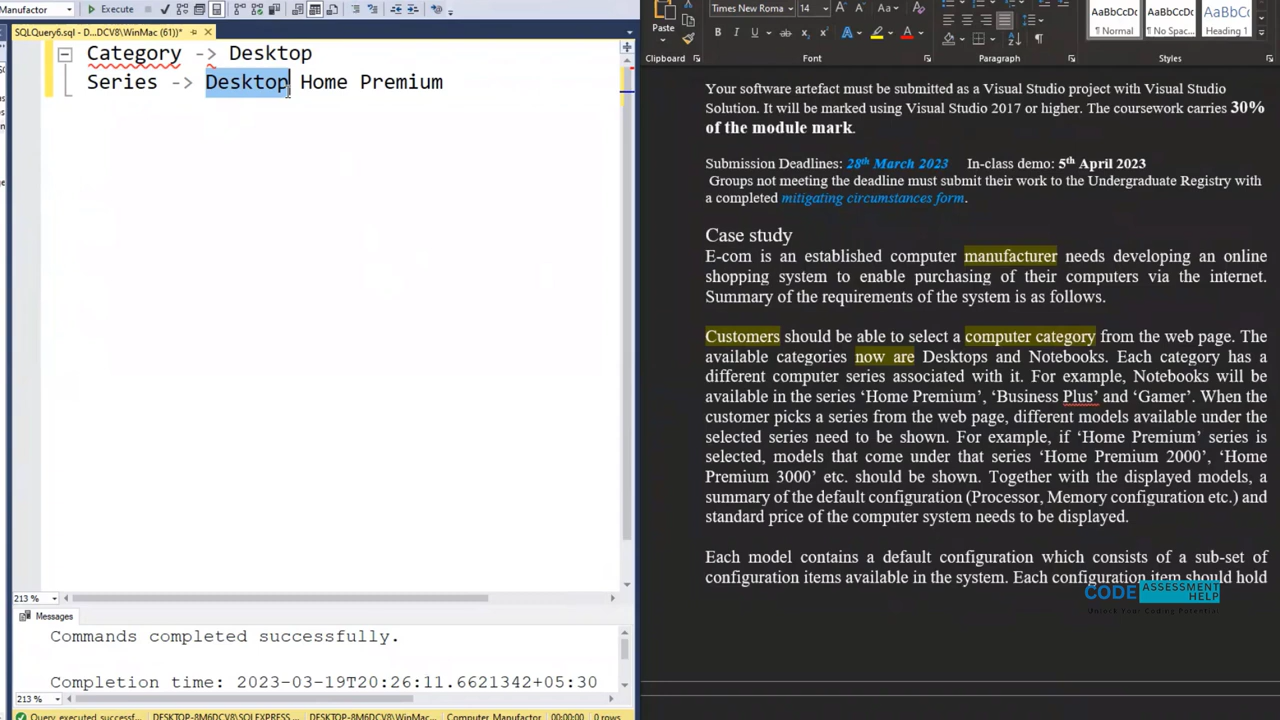 Manufactor
Execute
SQLQuery6.sql - D...DCV8\WinMac (61))*
Category -> Desktop
Series -> Desktop Home Premium
213 %
Messages
Commands completed successfully.
Completion time: 2023-03-19T20:26:11.6621342+05:30
213 %
Query executed successf... DESKTOP-8M6DCV8\SQLEXPRESS ... DESKTOP-8M6DCV8\WinMac... Computer_Manufactor 00:00:00 0 rows
Paste
Times New Roma 14
B I U
AaBbCcDc AaBbCcDc AaBbCc
¶ Normal ¶ No Spac... Heading 1
Clipboard Font Paragraph Styles
Your software artefact must be submitted as a Visual Studio project with Visual Studio
Solution. It will be marked using Visual Studio 2017 or higher. The coursework carries 30%
of the module mark.
Submission Deadlines: 28th March 2023 In-class demo: 5th April 2023
Groups not meeting the deadline must submit their work to the Undergraduate Registry with
a completed mitigating circumstances form.
Case study
E-com is an established computer manufacturer needs developing an online
shopping system to enable purchasing of their computers via the internet.
Summary of the requirements of the system is as follows.
Customers should be able to select a computer category from the web page. The
available categories now are Desktops and Notebooks. Each category has a
different computer series associated with it. For example, Notebooks will be
available in the series ‘Home Premium’, ‘Business Plus’ and ‘Gamer’. When the
customer picks a series from the web page, different models available under the
selected series need to be shown. For example, if ‘Home Premium’ series is
selected, models that come under that series ‘Home Premium 2000’, ‘Home
Premium 3000’ etc. should be shown. Together with the displayed models, a
summary of the default configuration (Processor, Memory configuration etc.) and
standard price of the computer system needs to be displayed.
Each model contains a default configuration which consists of a sub-set of
configuration items available in the system. Each configuration item should hold
CODE ASSESSMENT HELP
Unlock Your Coding Potential